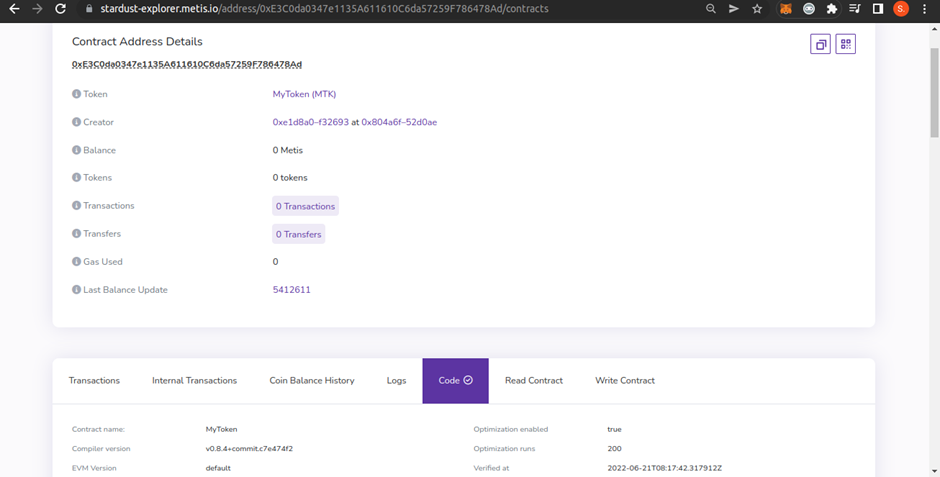 stardust-explorer.metis.io/address/0xE3C0da0347e1135A611610C6da57259F786478Ad/contracts
S.
Contract Address Details
0xE3C0da0347e1135A611610C6da57259F786478Ad
Token MyToken (MTK)
Creator 0xe1d8a0–f32693 at 0x804a6f–52d0ae
Balance 0 Metis
Tokens 0 tokens
Transactions 0 Transactions
Transfers 0 Transfers
Gas Used 0
Last Balance Update 5412611
Transactions Internal Transactions Coin Balance History Logs Code Read Contract Write Contract
Contract name: MyToken Optimization enabled true
Compiler version v0.8.4+commit.c7e474f2 Optimization runs 200
EVM Version default Verified at 2022-06-21T08:17:42.317912Z